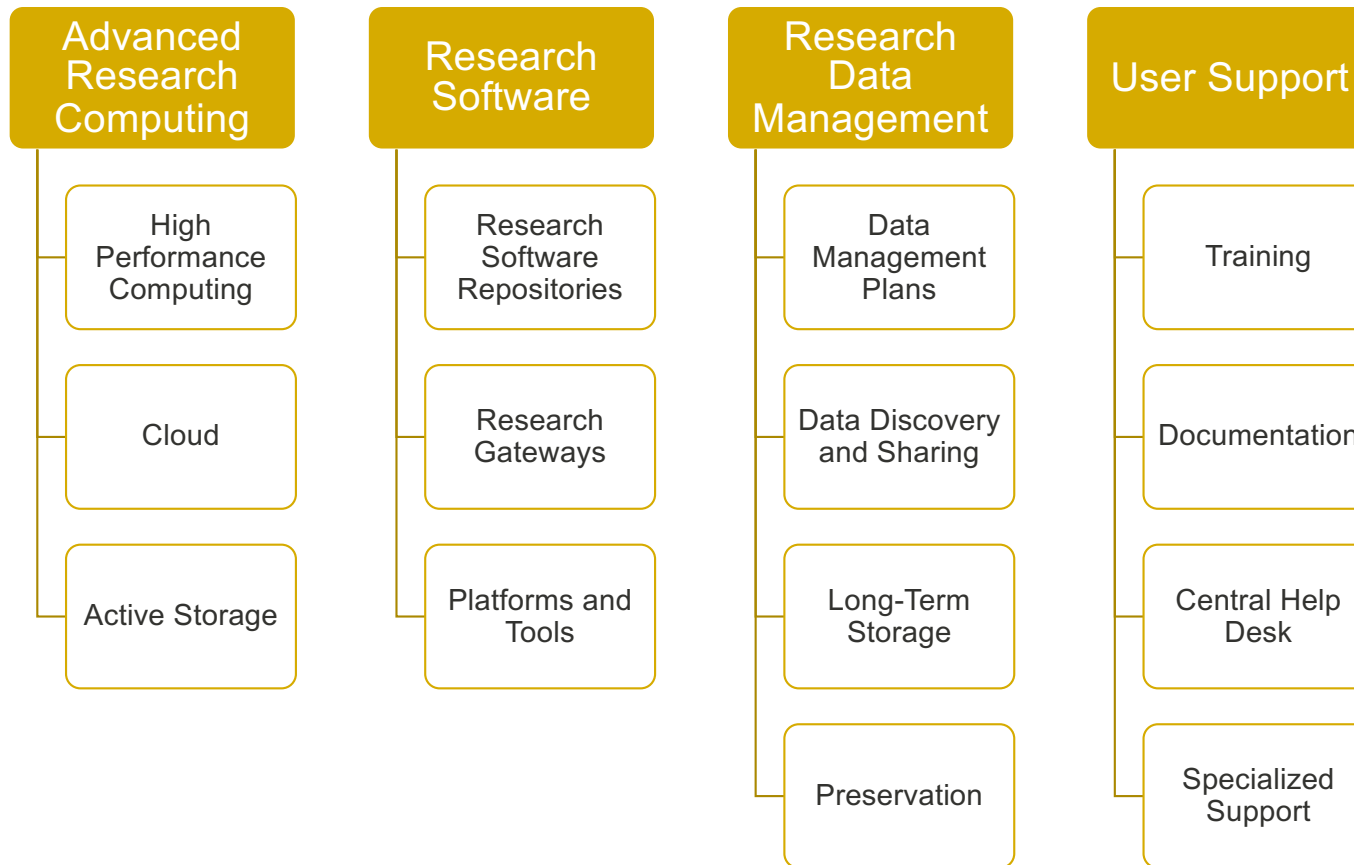 Advanced
Research
Computing
High
Performance
Computing
Cloud
Active Storage
Research
Software
Research
Software
Repositories
Research
Gateways
Platforms and
Tools
Research
Data
Management
Data
Management
Plans
Data Discovery
and Sharing
Long-Term
Storage
Preservation
User Support
Training
Documentation
Central Help
Desk
Specialized
Support